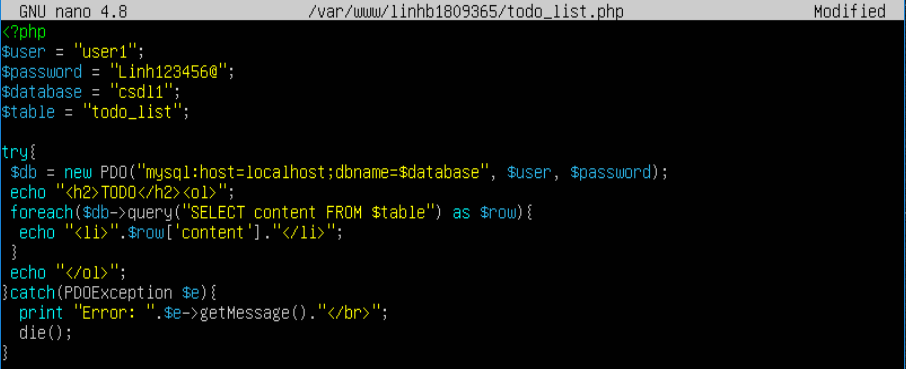 GNU nano 4.8 /var/www/linhb1809365/todo_list.php Modified
<?php
$user = "user1";
$password = "Linh123456@";
$database = "csdl1";
$table = "todo_list";
try{
$db = new PDO("mysql:host=localhost;dbname=$database", $user, $password);
echo "<h2>TODO</h2><ol>";
foreach($db->query("SELECT content FROM $table") as $row){
echo "<li>".$row['content']."</li>";
}
echo "</ol>";
}catch(PDOException $e){
print "Error: ".$e->getMessage()."</br>";
die();
}